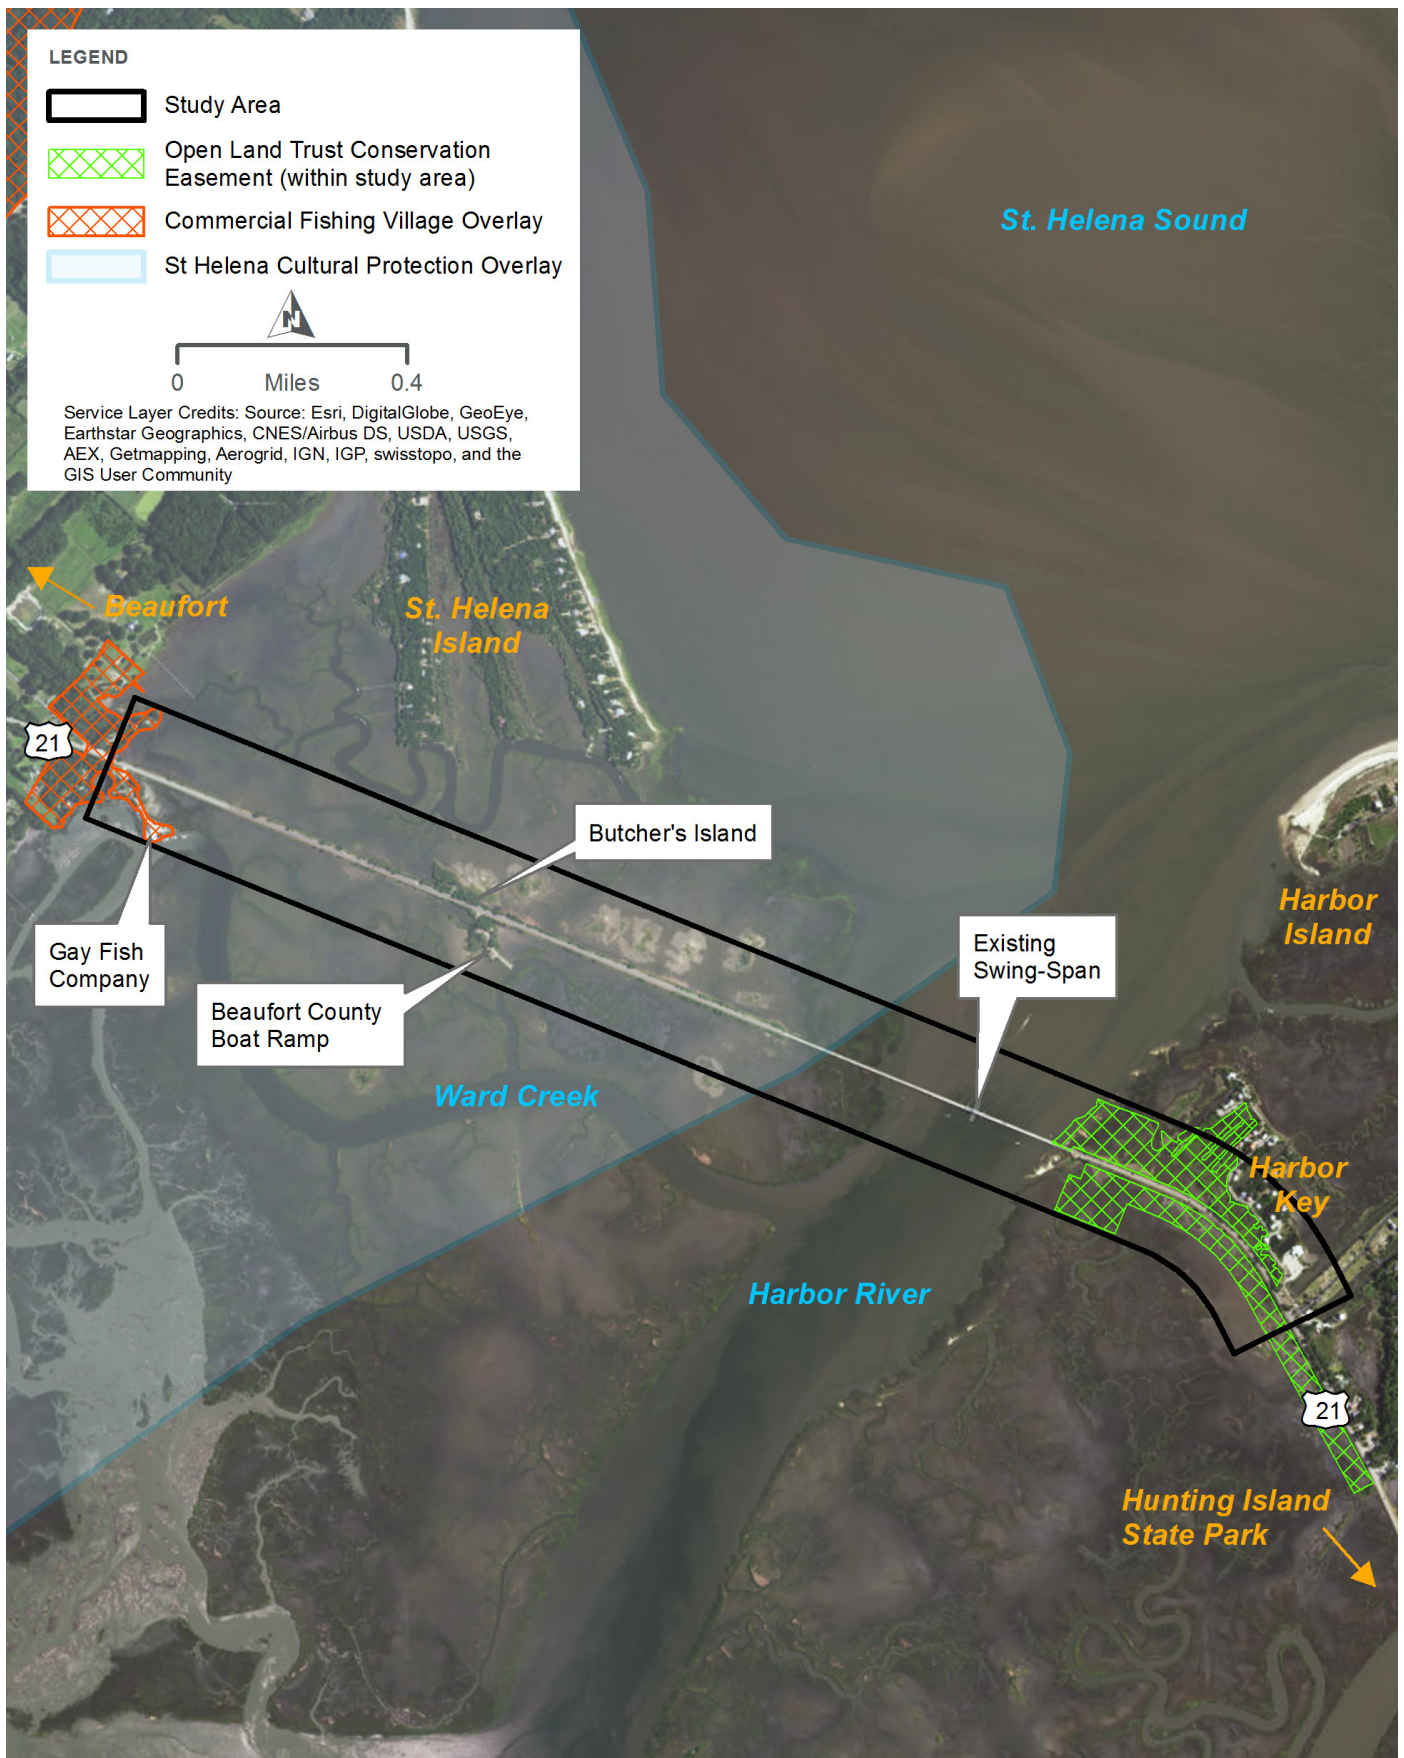 LEGEND
Study Area
Open Land Trust Conservation
Easement (within study area)
Commercial Fishing Village Overlay
St Helena Cultural Protection Overlay
N
0 Miles 0.4
Service Layer Credits: Source: Esri, DigitalGlobe, GeoEye,
Earthstar Geographics, CNES/Airbus DS, USDA, USGS,
AEX, Getmapping, Aerogrid, IGN, IGP, swisstopo, and the
GIS User Community
St. Helena Sound
Beaufort
St. Helena
Island
21
Butcher's Island
Harbor
Island
Gay Fish
Company
Existing
Swing-Span
Beaufort County
Boat Ramp
Ward Creek
Harbor
Key
Harbor River
21
Hunting Island
State Park